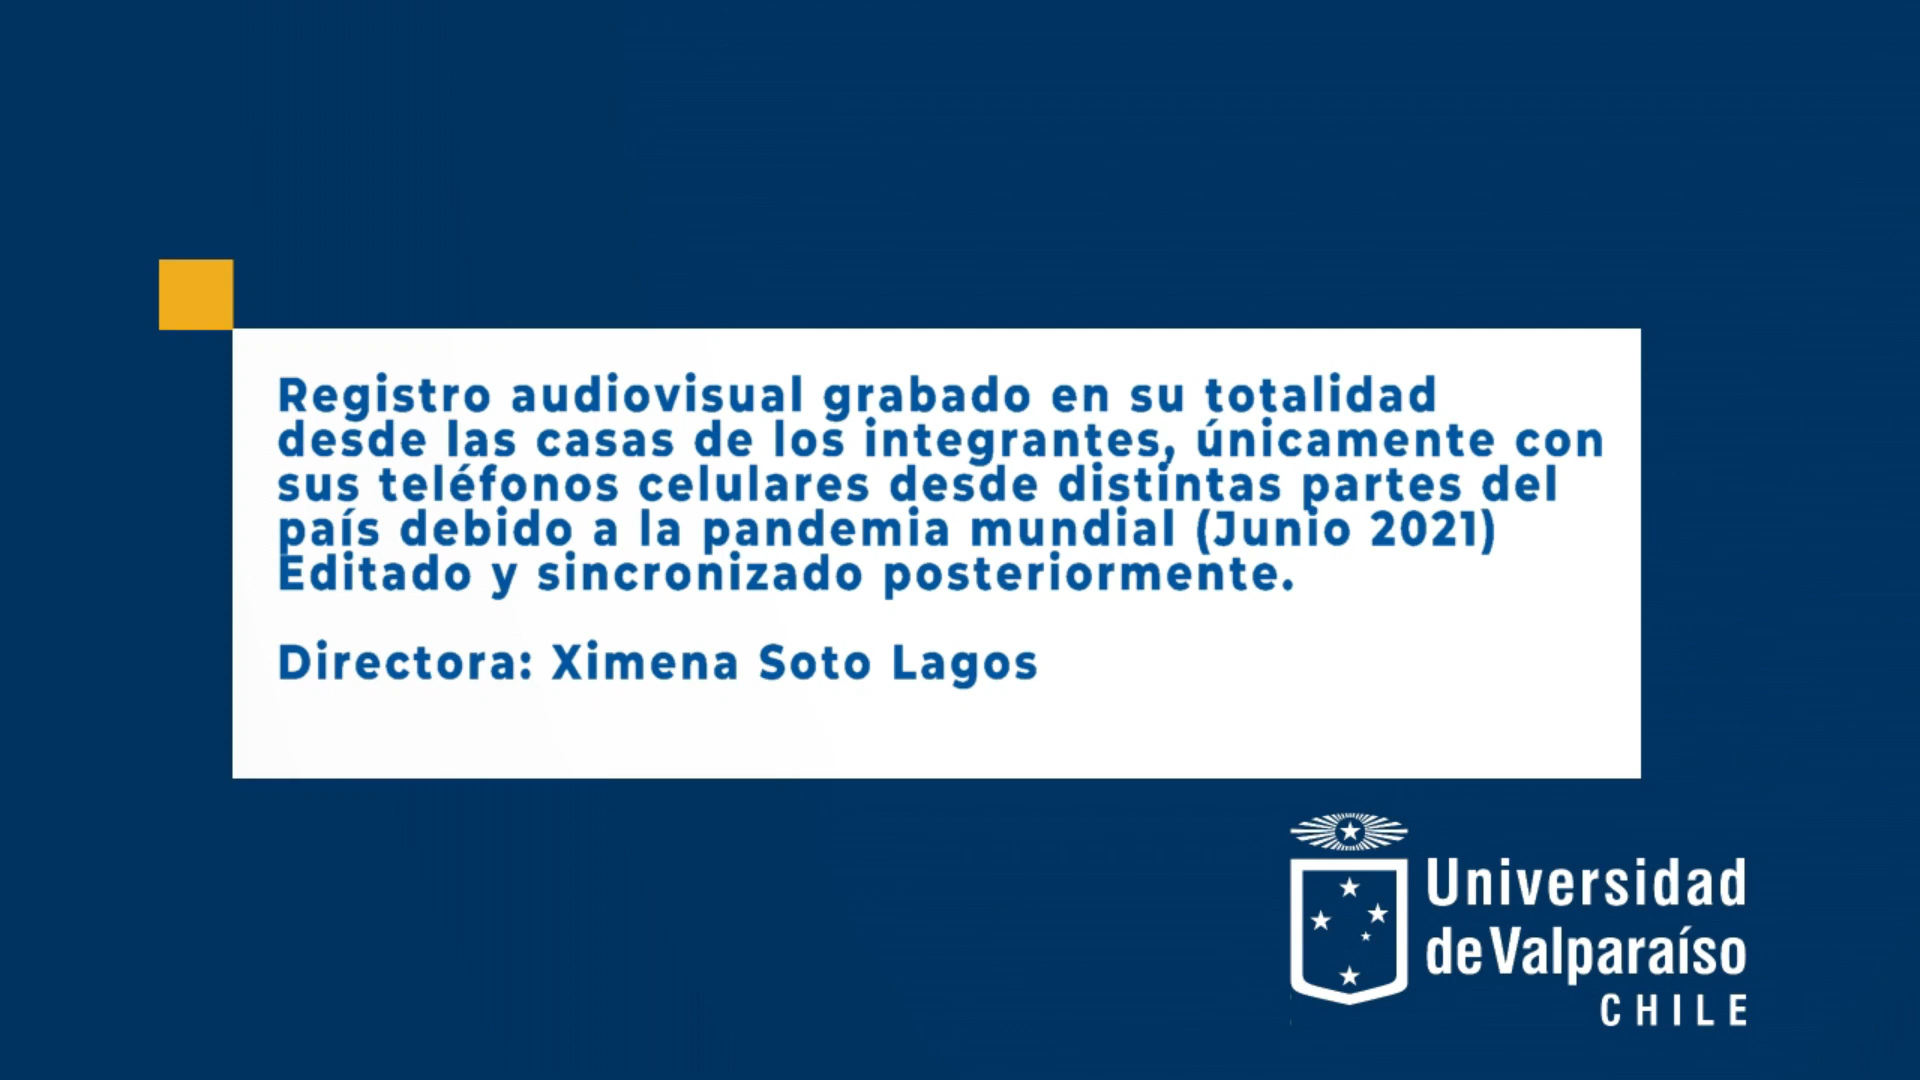 Registro audiovisual grabado en su totalidad
desde las casas de los integrantes, únicamente con
sus teléfonos celulares desde distintas partes del
país debido a la pandemia mundial (Junio 2021)
Editado y sincronizado posteriormente.
Directora: Ximena Soto Lagos
Universidad
de Valparaíso
CHILE